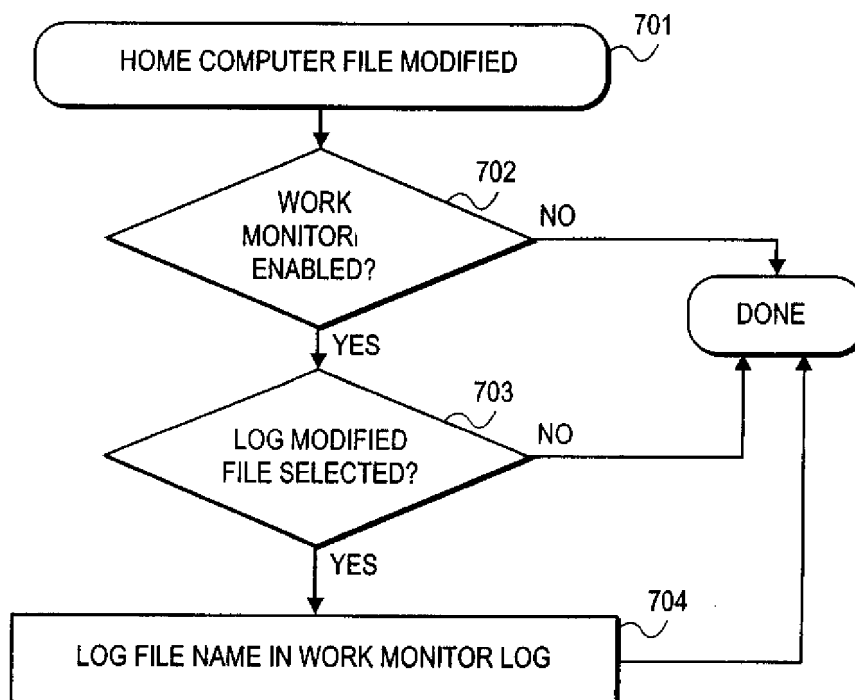 701
HOME COMPUTER FILE MODIFIED
702
WORK
MONITOR
ENABLED?
NO
DONE
YES
703
LOG MODIFIED
FILE SELECTED?
NO
YES
704
LOG FILE NAME IN WORK MONITOR LOG